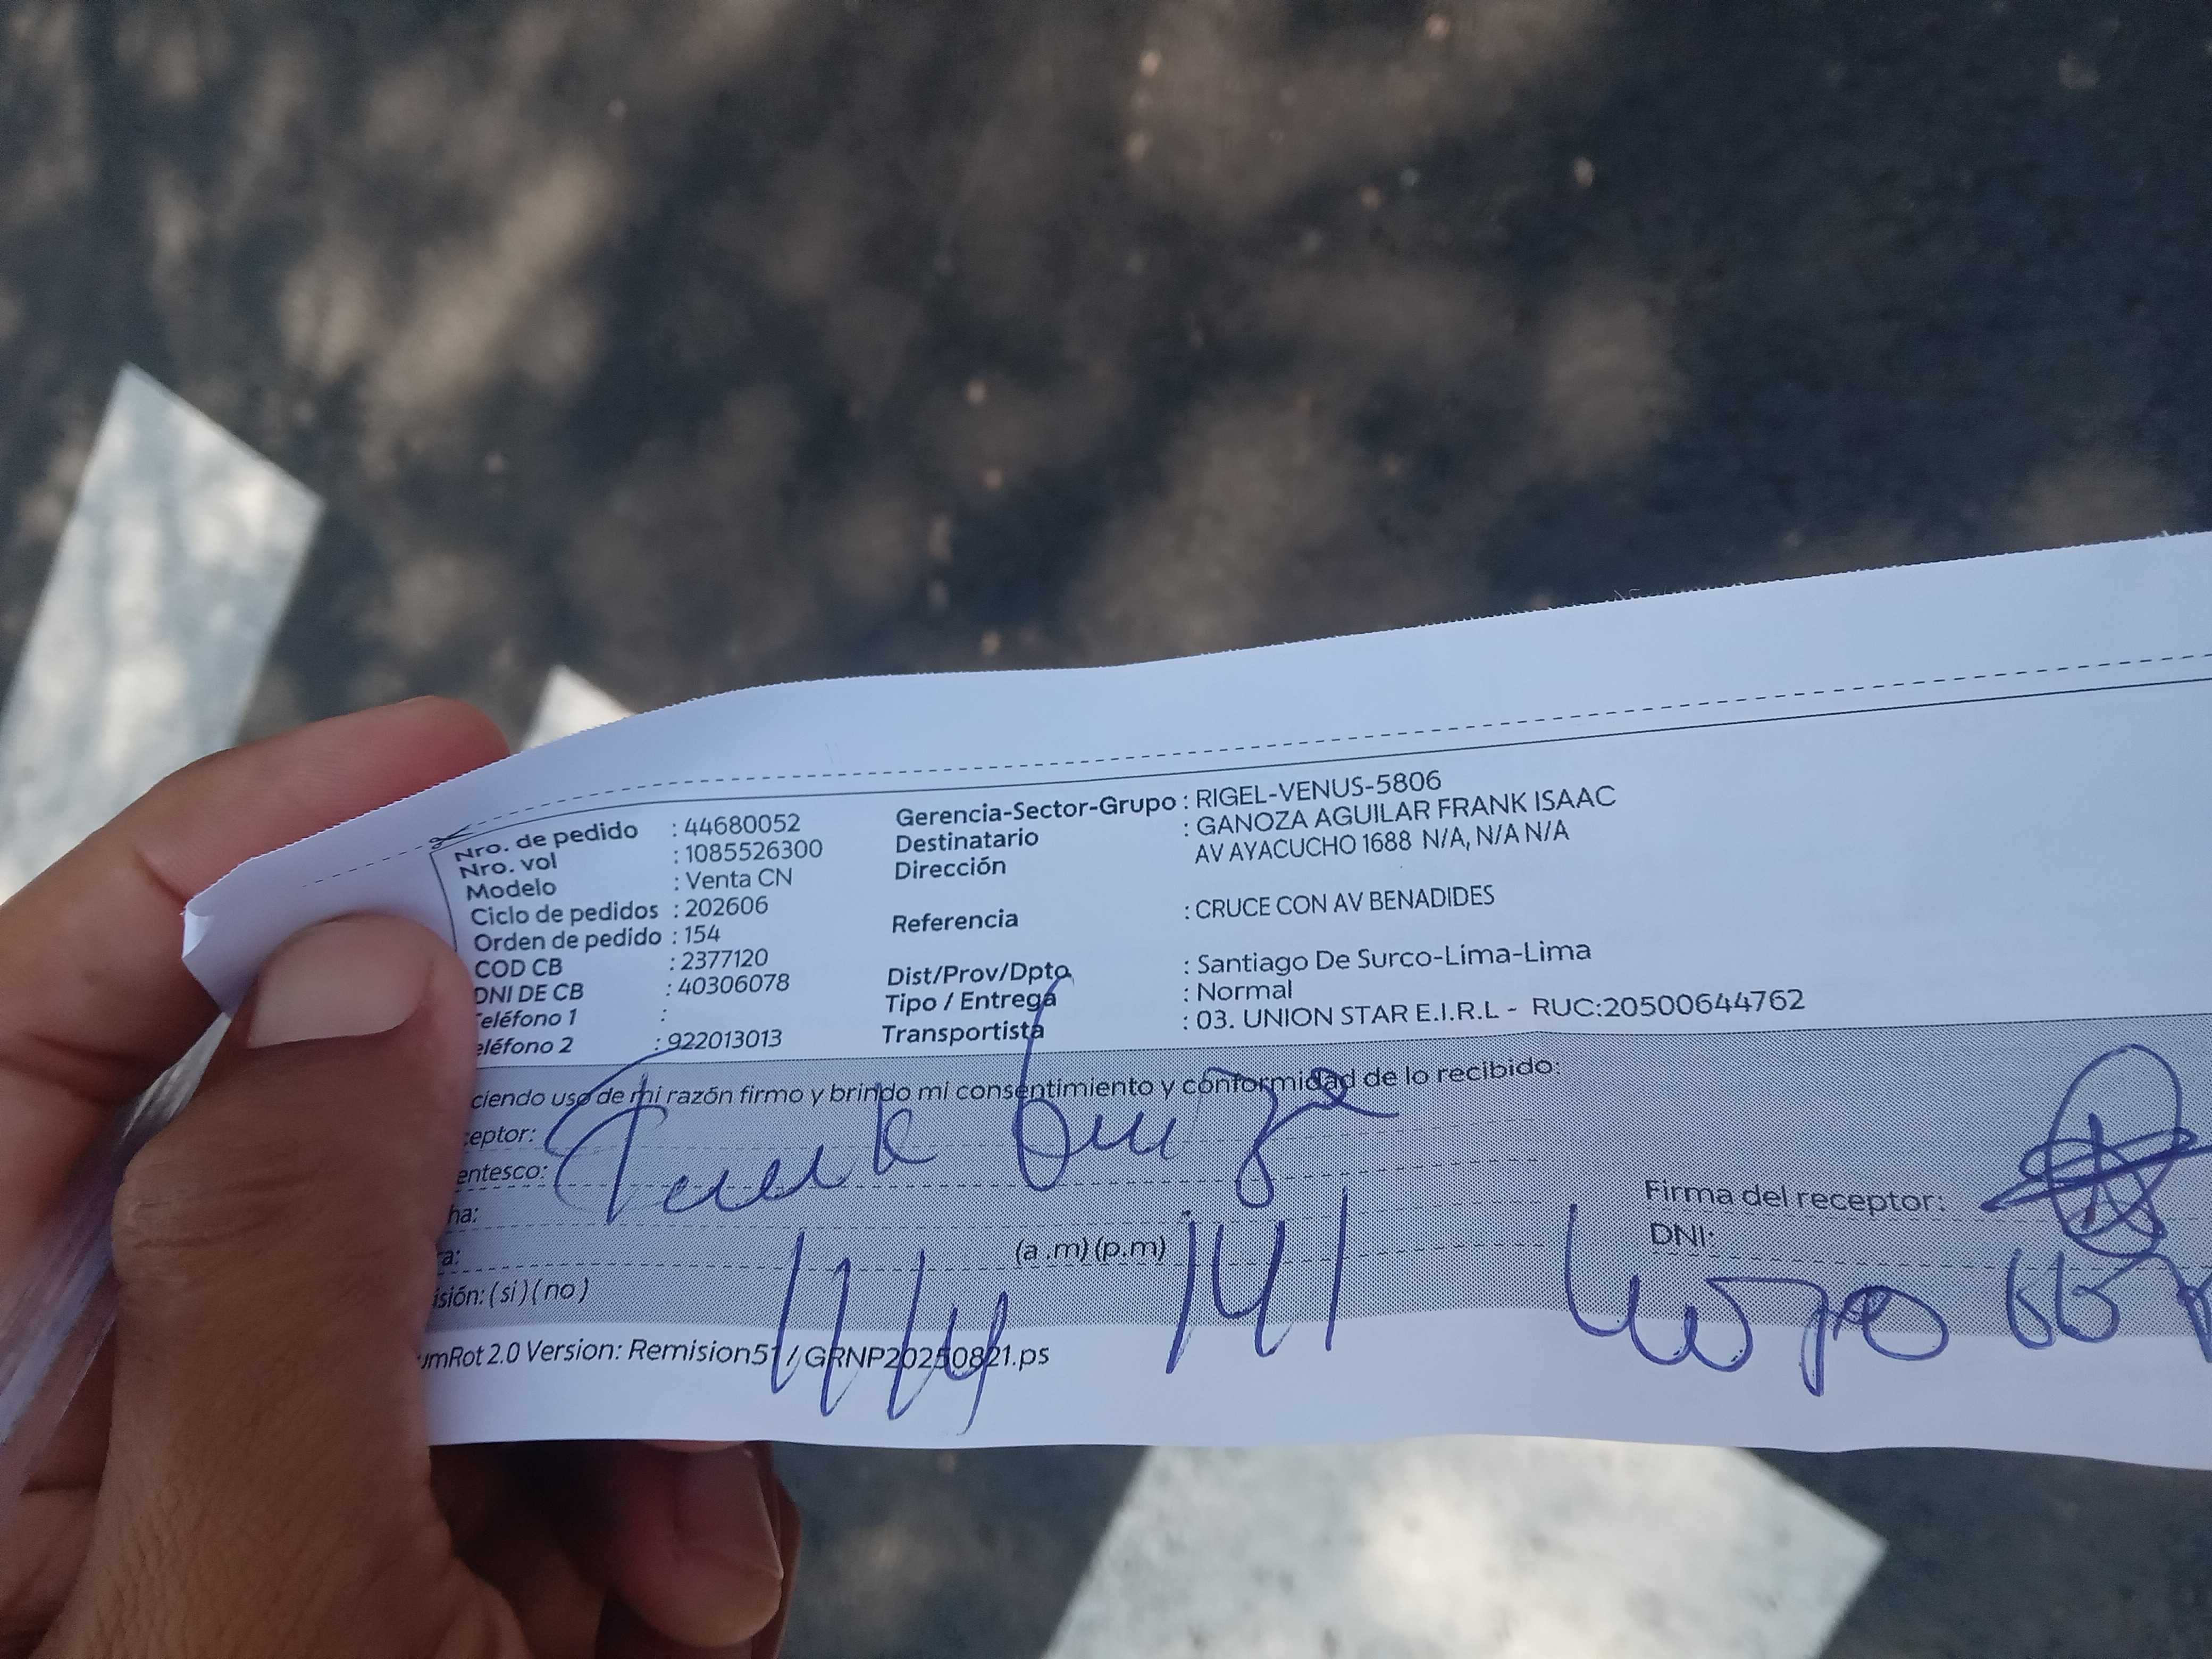 Nro. de pedido : 44680052
Nro. vol : 1085526300
Modelo : Venta CN
Ciclo de pedidos : 202606
Orden de pedido : 154
COD CB : 2377120
DNI DE CB : 40306078
eléfono 1 :
eléfono 2 : 922013013
Gerencia-Sector-Grupo : RIGEL-VENUS-5806
Destinatario : GANOZA AGUILAR FRANK ISAAC
Dirección AV AYACUCHO 1688 N/A, N/A N/A
Referencia : CRUCE CON AV BENADIDES
Dist/Prov/Dpto : Santiago De Surco-Lima-Lima
Tipo / Entrega : Normal
Transportista : 03. UNION STAR E.I.R.L - RUC:20500644762
ciendo uso de mi razón firmo y brindo mi consentimiento y conformidad de lo recibido:
ceptor:
entesco:
ha:
ra: (a .m) (p.m)
isión: ( si ) ( no )
Firma del receptor:
DNI:
umRot 2.0 Version: Remision51 / GRNP20250821.ps